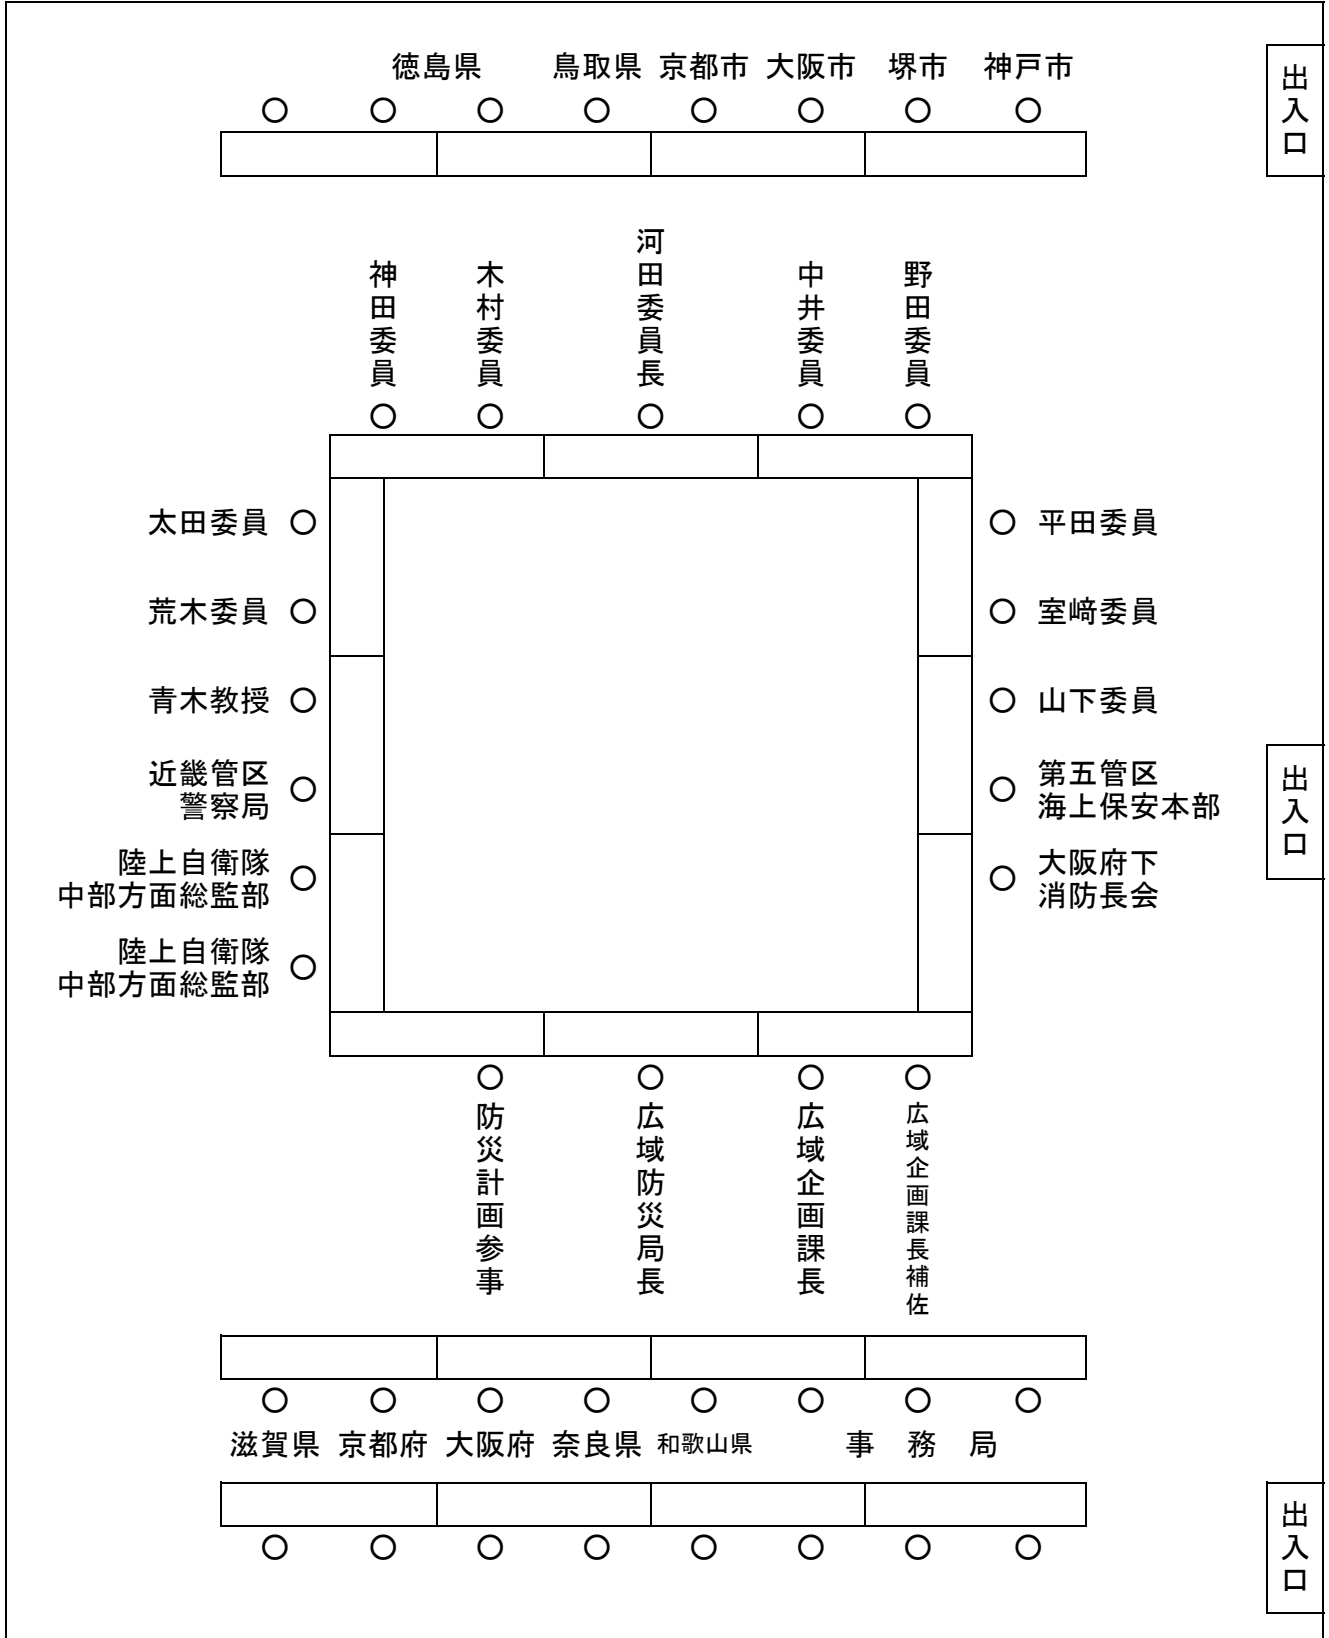 徳島県 鳥取県 京都市 大阪市 堺市 神戸市
出入口
神田委員
木村委員
河田委員長
中井委員
野田委員
太田委員
平田委員
荒木委員
室﨑委員
青木教授
山下委員
近畿管区
警察局
第五管区
海上保安本部
出入口
陸上自衛隊
中部方面総監部
大阪府下
消防長会
陸上自衛隊
中部方面総監部
防災計画参事
広域防災局長
広域企画課長
広域企画課長補佐
滋賀県 京都府 大阪府 奈良県 和歌山県 事務局
出入口